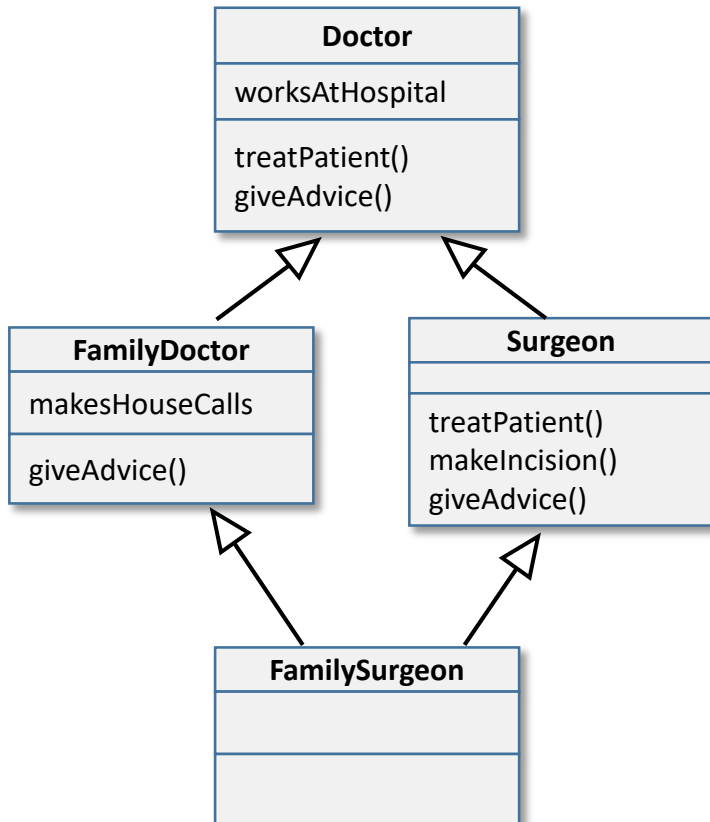 Doctor
worksAtHospital
treatPatient()
giveAdvice()
FamilyDoctor
makesHouseCalls
giveAdvice()
Surgeon
treatPatient()
makeIncision()
giveAdvice()
FamilySurgeon